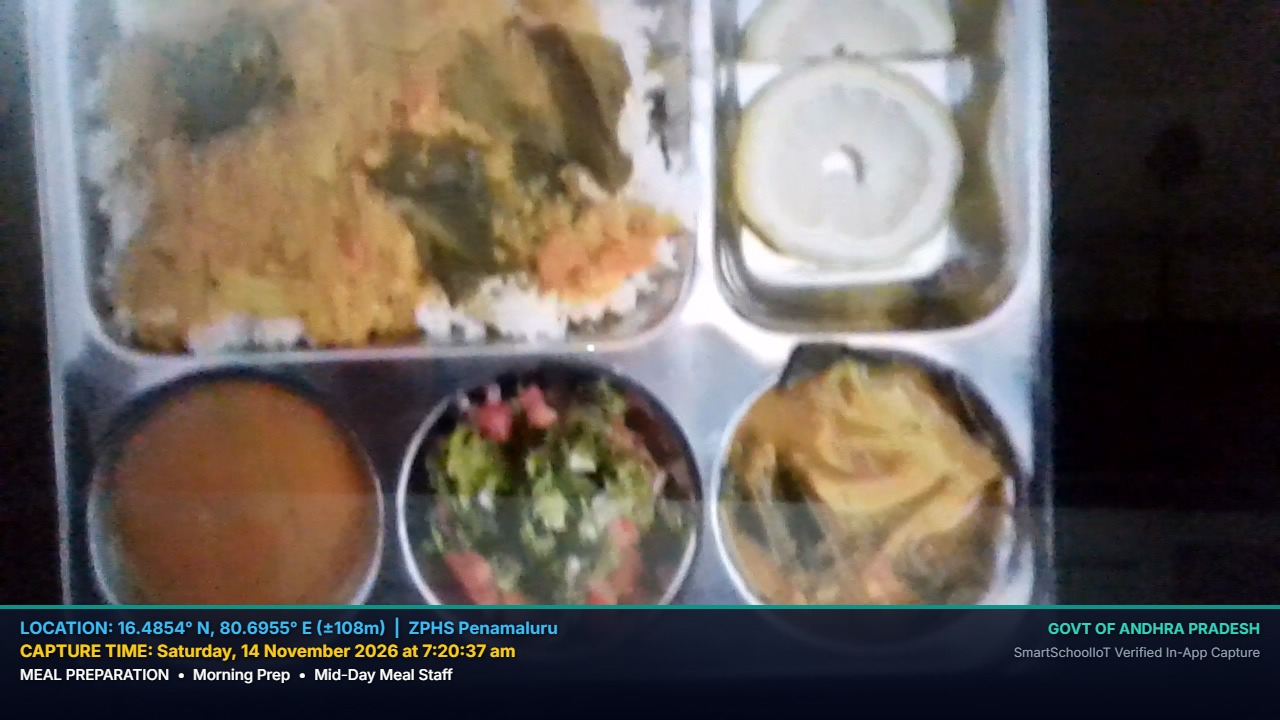 LOCATION: 16.4854° N, 80.6955° E (±108m) | ZPHS Penamaluru
CAPTURE TIME: Saturday, 14 November 2026 at 7:20:37 am
MEAL PREPARATION • Morning Prep • Mid-Day Meal Staff
GOVT OF ANDHRA PRADESH
SmartSchoolIoT Verified In-App Capture